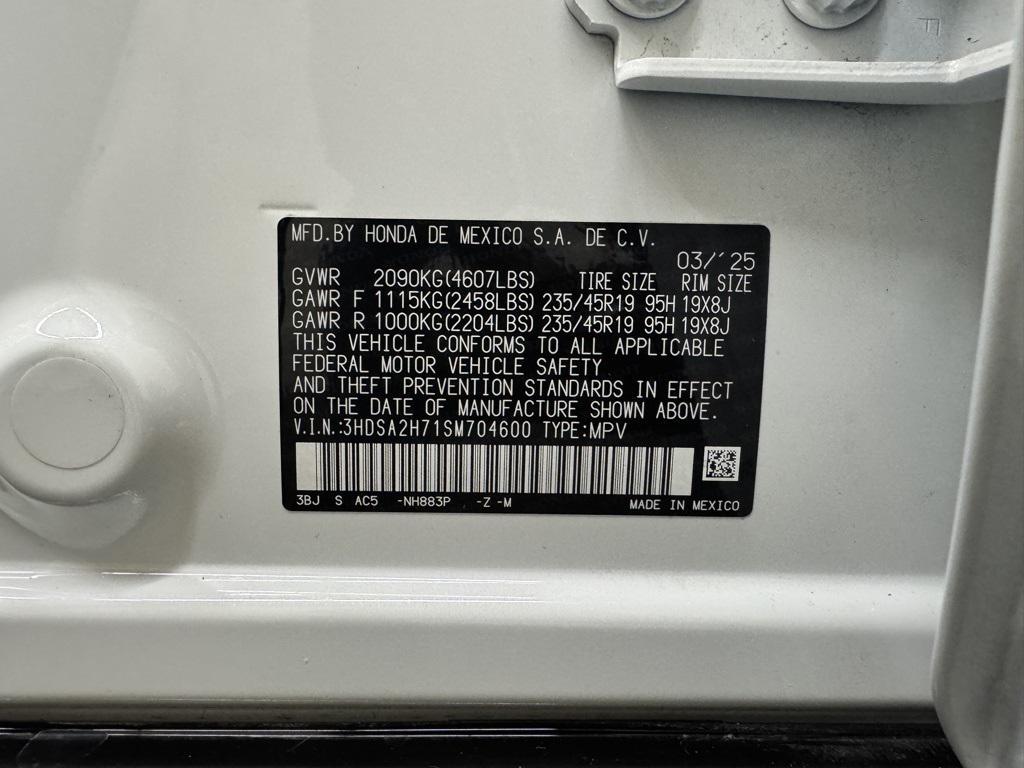 MFD.BY HONDA DE MEXICO S.A. DE C.V.
03/´25
GVWR 2090KG(4607LBS) TIRE SIZE RIM SIZE
GAWR F 1115KG(2458LBS) 235/45R19 95H 19X8J
GAWR R 1000KG(2204LBS) 235/45R19 95H 19X8J
THIS VEHICLE CONFORMS TO ALL APPLICABLE
FEDERAL MOTOR VEHICLE SAFETY
AND THEFT PREVENTION STANDARDS IN EFFECT
ON THE DATE OF MANUFACTURE SHOWN ABOVE.
V.I.N.:3HDSA2H71SM704600 TYPE:MPV
3BJ S AC5 -NH883P -Z -M MADE IN MEXICO